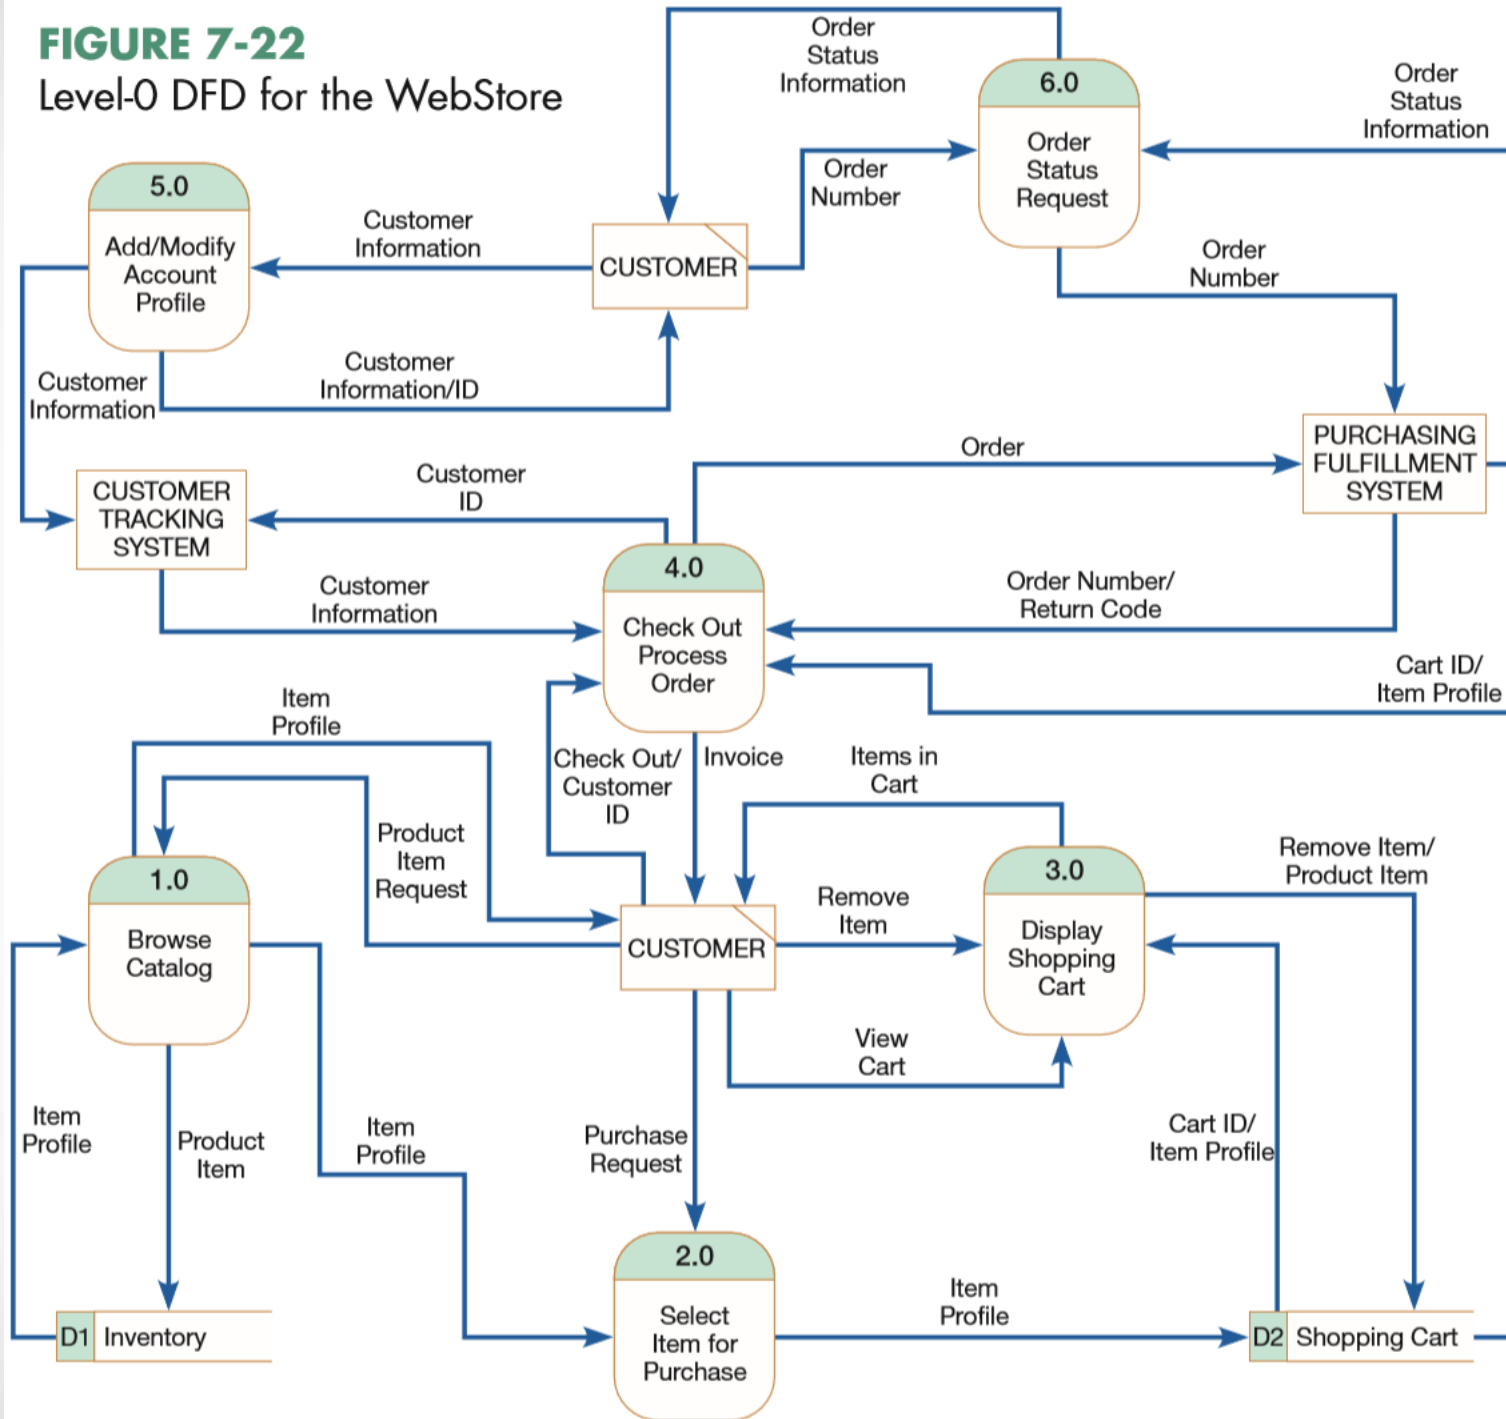 FIGURE 7-22
Level-0 DFD for the WebStore
Order
Status
Information
6.0
Order
Status
Request
Order
Status
Information
Order
Number
5.0
Add/Modify
Account
Profile
Customer
Information
CUSTOMER
Order
Number
Customer
Information/ID
Customer
Information
PURCHASING
FULFILLMENT
SYSTEM
Order
Customer
ID
CUSTOMER
TRACKING
SYSTEM
4.0
Check Out
Process
Order
Customer
Information
Order Number/
Return Code
Cart ID/
Item Profile
Item
Profile
Check Out/
Customer
ID
Invoice
Items in
Cart
Product
Item
Request
Remove Item/
Product Item
1.0
Browse
Catalog
CUSTOMER
Remove
Item
3.0
Display
Shopping
Cart
View
Cart
Item
Profile
Product
Item
Item
Profile
Purchase
Request
Cart ID/
Item Profile
2.0
Select
Item for
Purchase
Item
Profile
D1 Inventory
D2 Shopping Cart